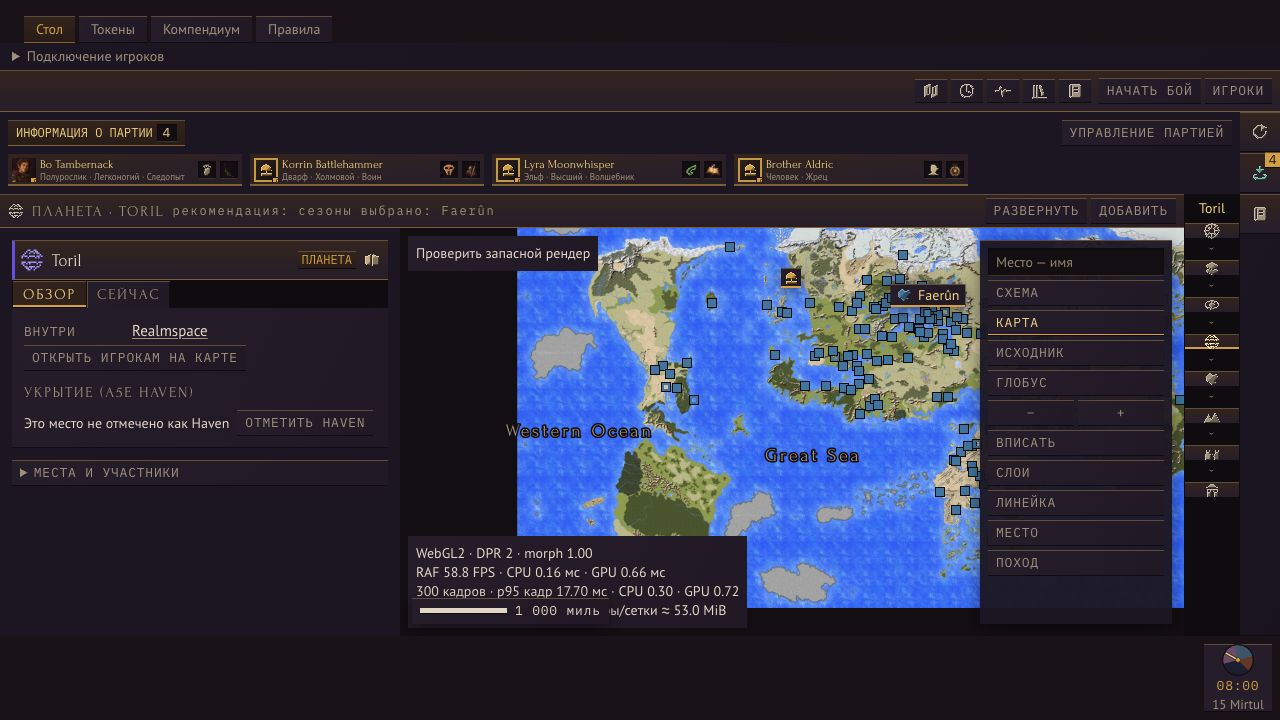 Стол
Токены
Компендиум
Правила
Подключение игроков
НАЧАТЬ БОЙ
ИГРОКИ
ИНФОРМАЦИЯ О ПАРТИИ 4
УПРАВЛЕНИЕ ПАРТИЕЙ
4
Bo Tambernack
Полурослик · Легконогий · Следопыт
Korrin Battlehammer
Дварф · Холмовой · Воин
Lyra Moonwhisper
Эльф · Высший · Волшебник
Brother Aldric
Человек · Жрец
ПЛАНЕТА · TORIL рекомендация: сезоны выбрано: Faerûn
РАЗВЕРНУТЬ
ДОБАВИТЬ
Toril
Toril
ПЛАНЕТА
ОБЗОР
СЕЙЧАС
ВНУТРИ
Realmspace
ОТКРЫТЬ ИГРОКАМ НА КАРТЕ
УКРЫТИЕ (A5E HAVEN)
Это место не отмечено как Haven
ОТМЕТИТЬ HAVEN
МЕСТА И УЧАСТНИКИ
Проверить запасной рендер
Faerûn
Western Ocean
Great Sea
Место — имя
СХЕМА
КАРТА
ИСХОДНИК
ГЛОБУС
−
+
ВПИСАТЬ
СЛОИ
ЛИНЕЙКА
МЕСТО
ПОХОД
WebGL2 · DPR 2 · morph 1.00
RAF 58.8 FPS · CPU 0.16 мс · GPU 0.66 мс
300 кадров · p95 кадр 17.70 мс · CPU 0.30 · GPU 0.72
1 000 миль
ры/сетки ≈ 53.0 MiB
08:00
15 Mirtul